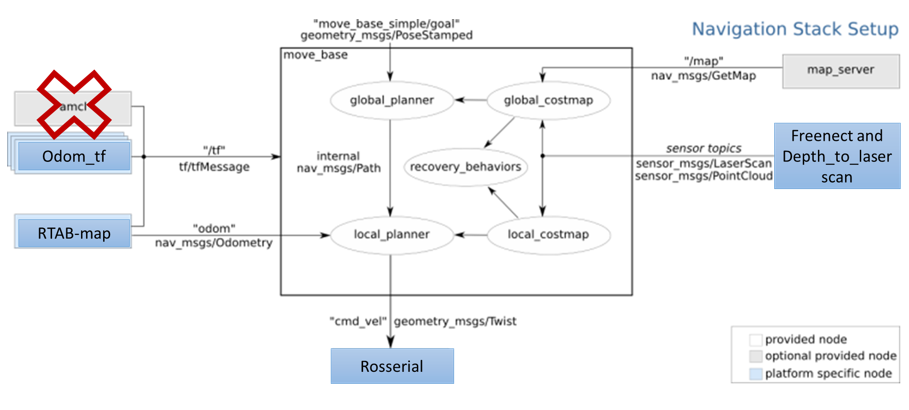 "move_base_simple/goal"
geometry_msgs/PoseStamped
Navigation Stack Setup
move_base
"/map"
nav_msgs/GetMap
map_server
amcl
global_planner
global_costmap
Odom_tf
"/tf"
tf/tfMessage
internal
nav_msgs/Path
recovery_behaviors
sensor topics
sensor_msgs/LaserScan
sensor_msgs/PointCloud
Freenect and
Depth_to_laser
scan
RTAB-map
"odom"
nav_msgs/Odometry
local_planner
local_costmap
"cmd_vel"
geometry_msgs/Twist
Rosserial
provided node
optional provided node
platform specific node